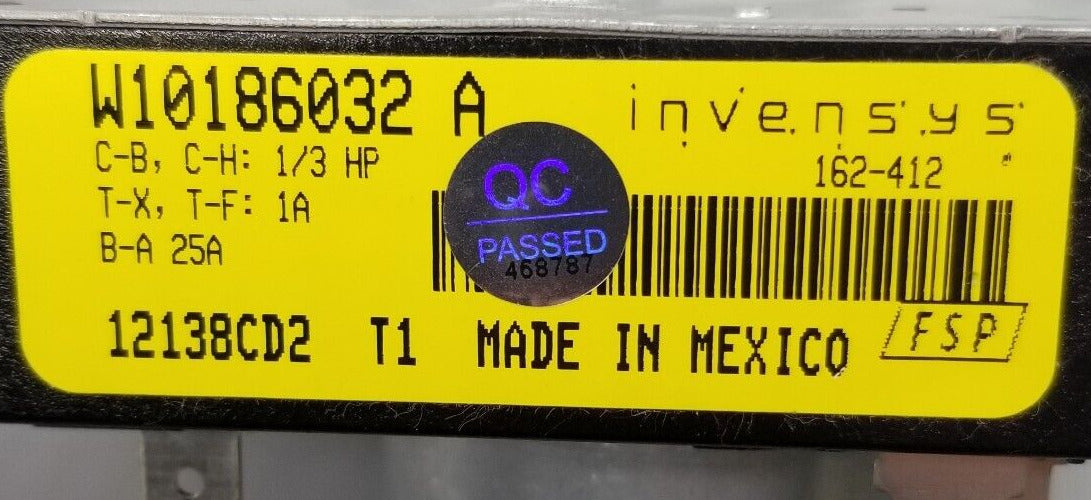 W10186032 A
invensys
C-B, C-H: 1/3 HP
162-412
T-X, T-F: 1A
B-A 25A
QC
PASSED
468787
12138CD2 T1 MADE IN MEXICO
FSP